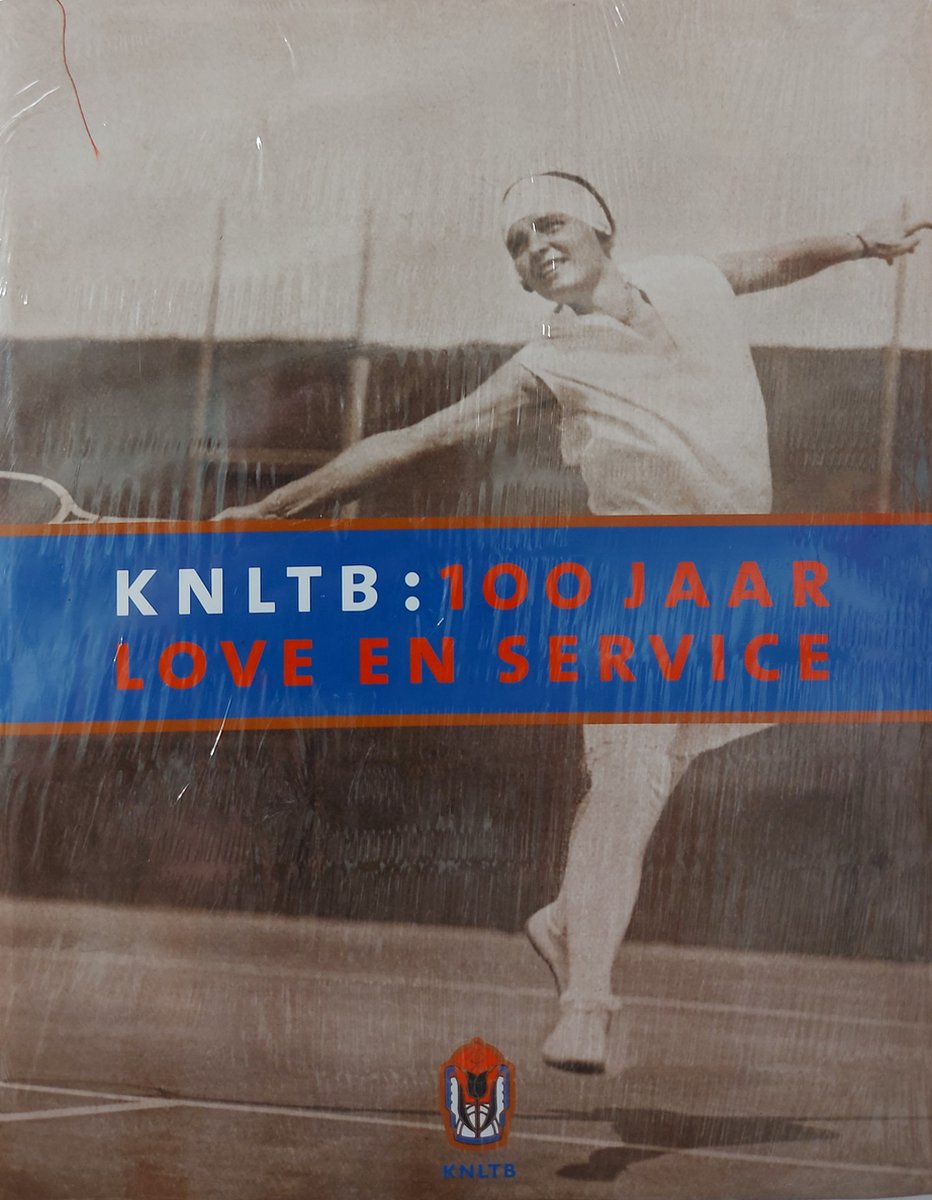 KNLTB: 100 JAAR
LOVE EN SERVICE
KNLTB